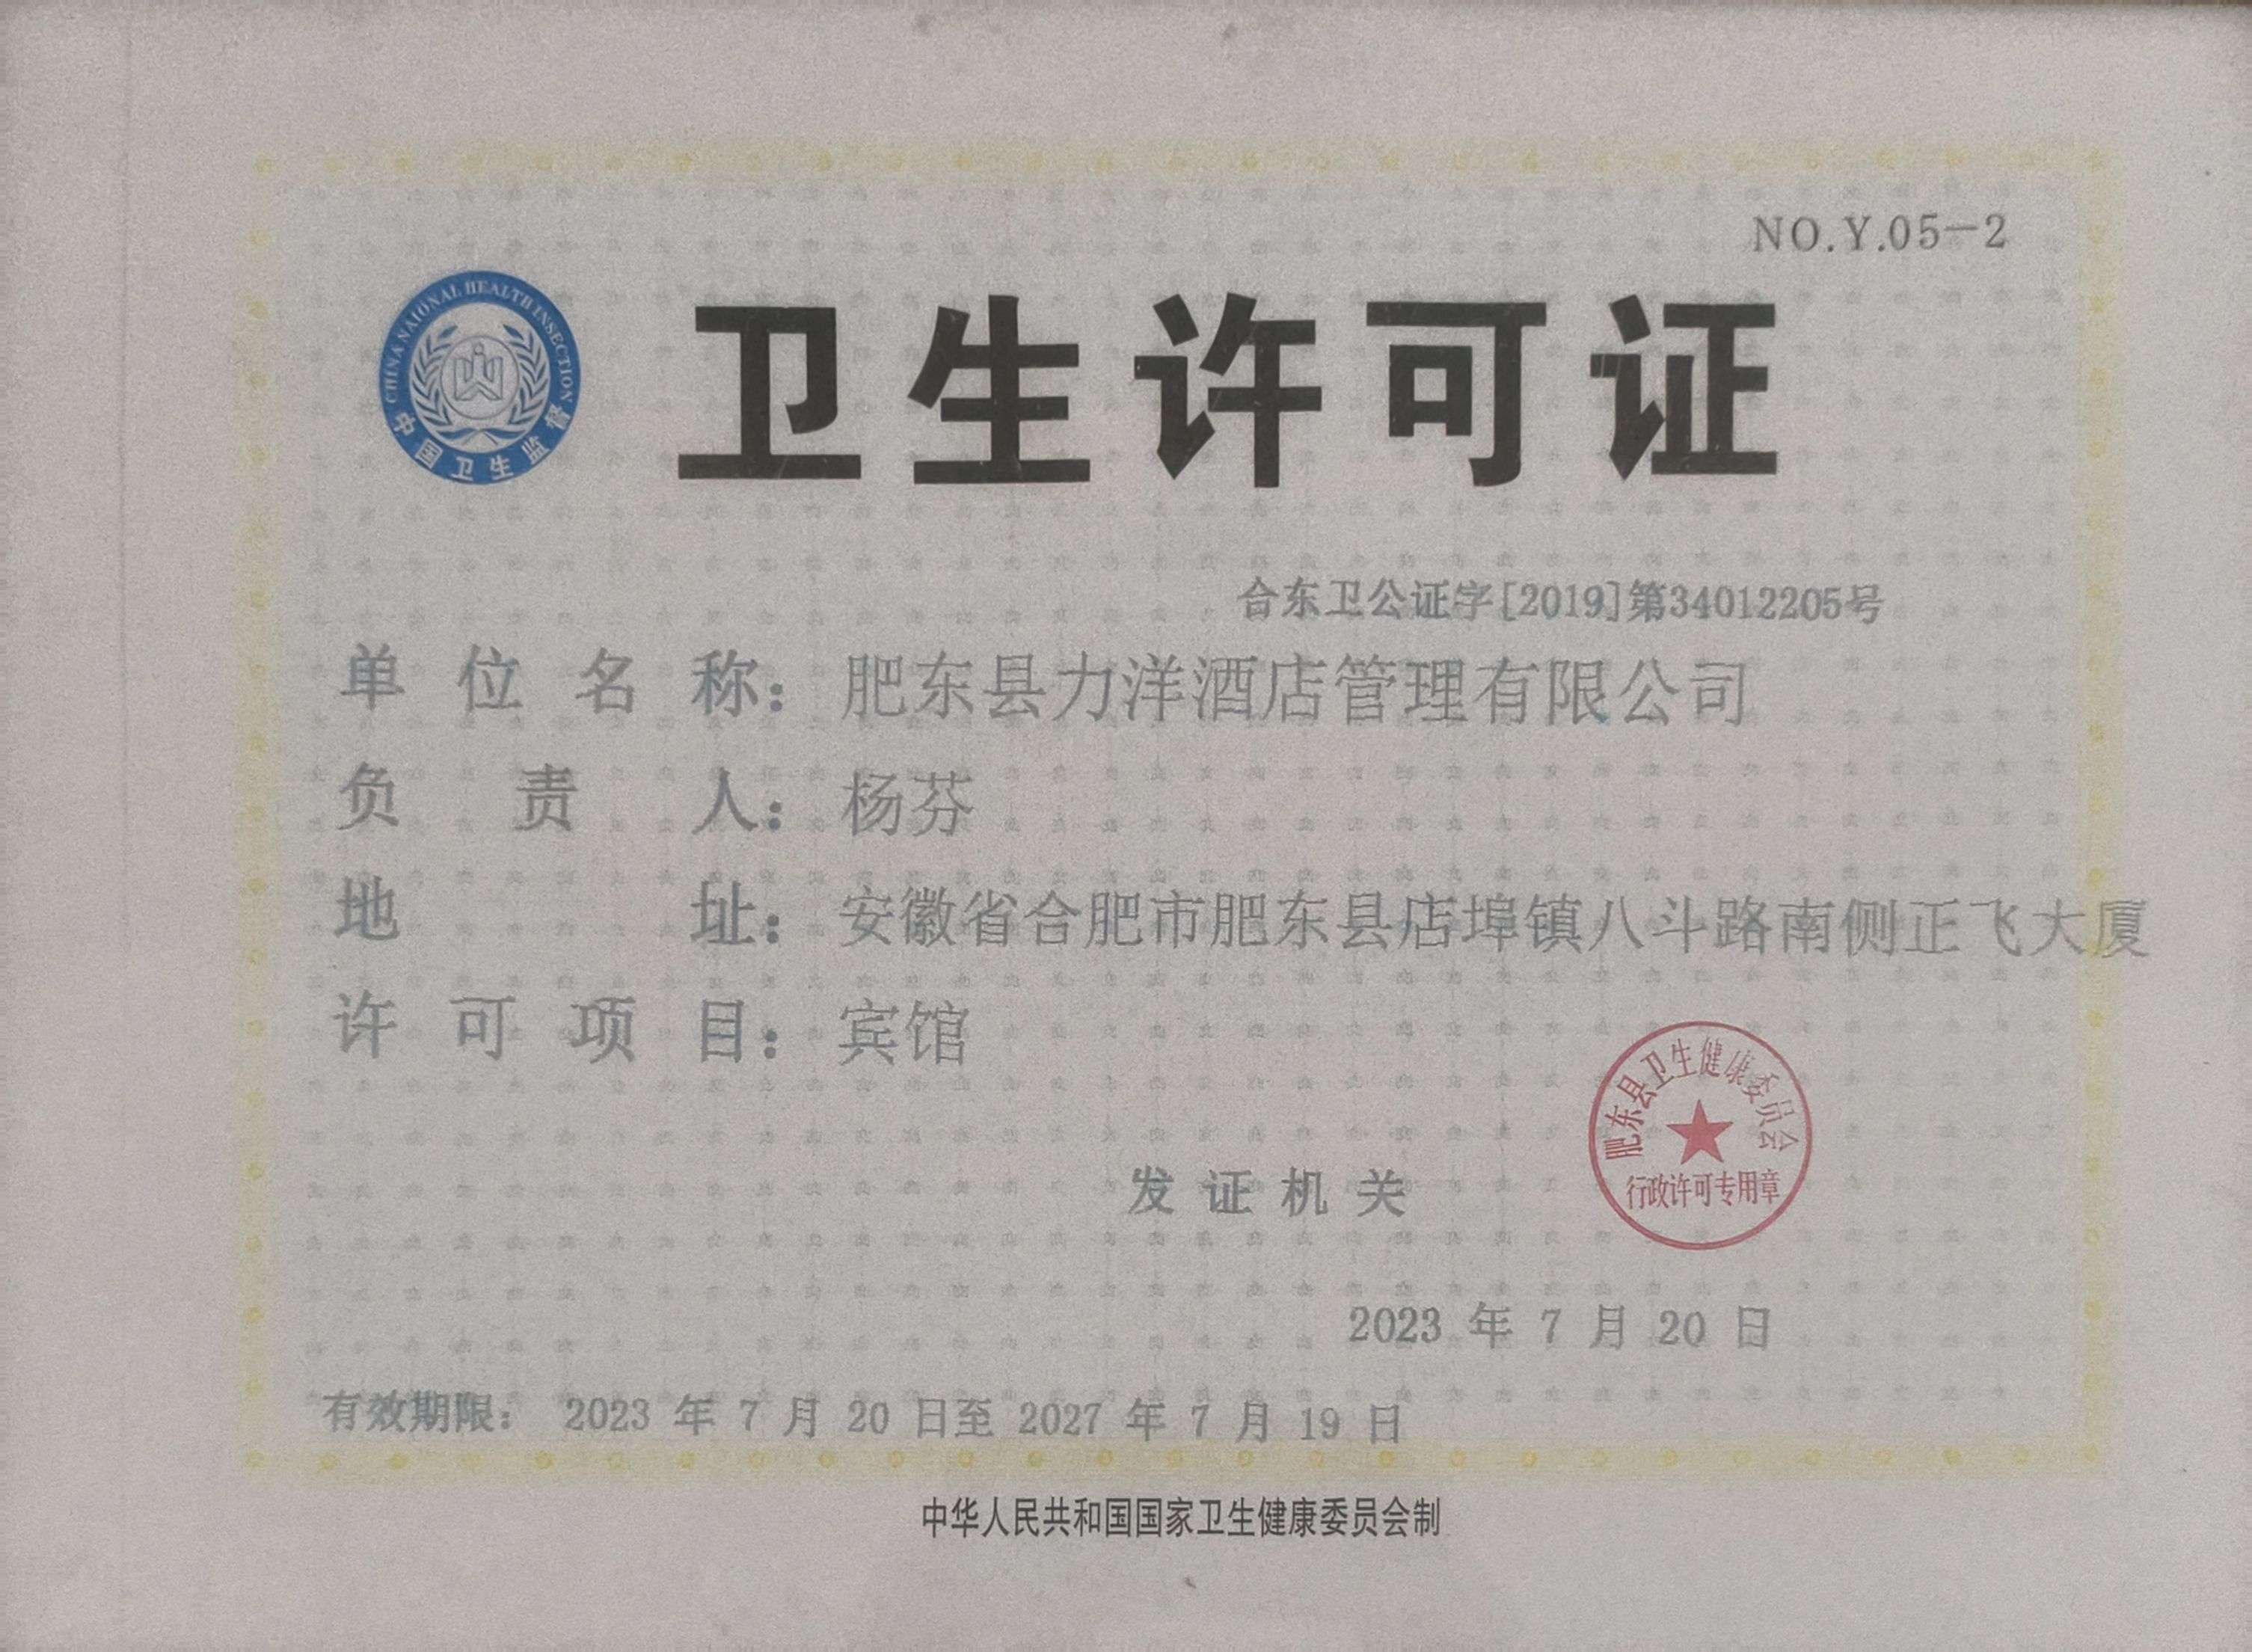 NO.Y.05-2
CHINA NAIONAL HEALTH INSECTION
中国卫生监督
卫生许可证
合东卫公证字[2019]第34012205号
单位名称：肥东县力洋酒店管理有限公司
负责人：杨芬
地址：安徽省合肥市肥东县店埠镇八斗路南侧正飞大厦
许可项目：宾馆
肥东县卫生健康委员会
行政许可专用章
发证机关
2023 年 7 月 20 日
有效期限： 2023 年 7 月 20 日至 2027 年 7 月 19 日
中华人民共和国国家卫生健康委员会制